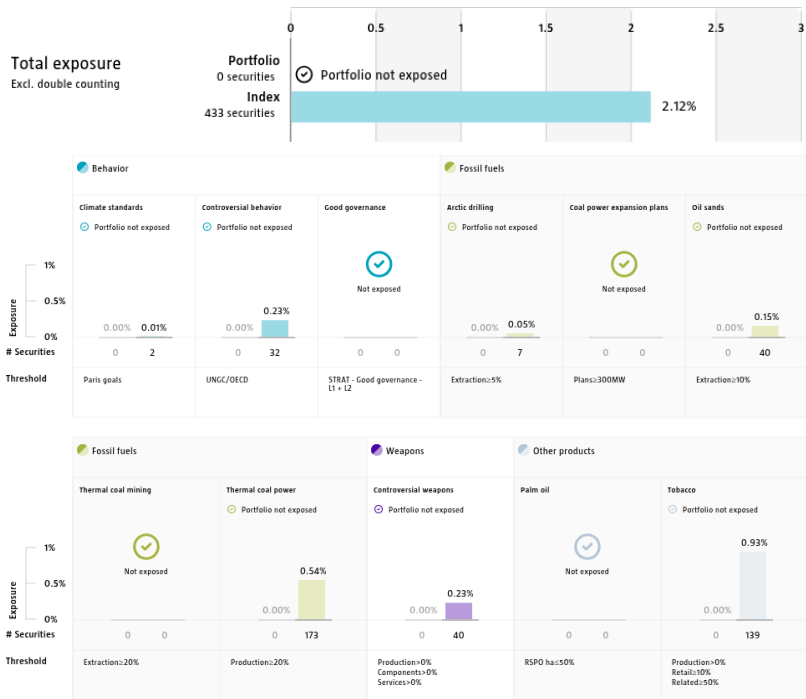 0 0.5 1 1.5 2 2.5 3
Total exposure
Excl. double counting
Portfolio
0 securities
Portfolio not exposed
Index
433 securities
2.12%
Behavior
Fossil fuels
Climate standards
Controversial behavior
Good governance
Arctic drilling
Coal power expansion plans
Oil sands
Portfolio not exposed
Portfolio not exposed
Portfolio not exposed
Portfolio not exposed
Not exposed
Not exposed
Exposure
1%
0.5%
0%
0.00% 0.01%
0.00% 0.23%
0.00% 0.05%
0.00% 0.15%
# Securities
0 2
0 32
0 0
0 7
0 0
0 40
Threshold
Paris goals
UNGC/OECD
STRAT - Good governance -
L1 + L2
Extraction≥5%
Plans≥300MW
Extraction≥10%
Fossil fuels
Weapons
Other products
Thermal coal mining
Thermal coal power
Controversial weapons
Palm oil
Tobacco
Portfolio not exposed
Portfolio not exposed
Portfolio not exposed
Not exposed
Not exposed
Exposure
1%
0.5%
0%
0.00% 0.54%
0.00% 0.23%
0.00% 0.93%
# Securities
0 0
0 173
0 40
0 0
0 139
Threshold
Extraction≥20%
Production≥20%
Production>0%
Components>0%
Services>0%
RSPO ha≤50%
Production>0%
Retail≥10%
Related≥50%